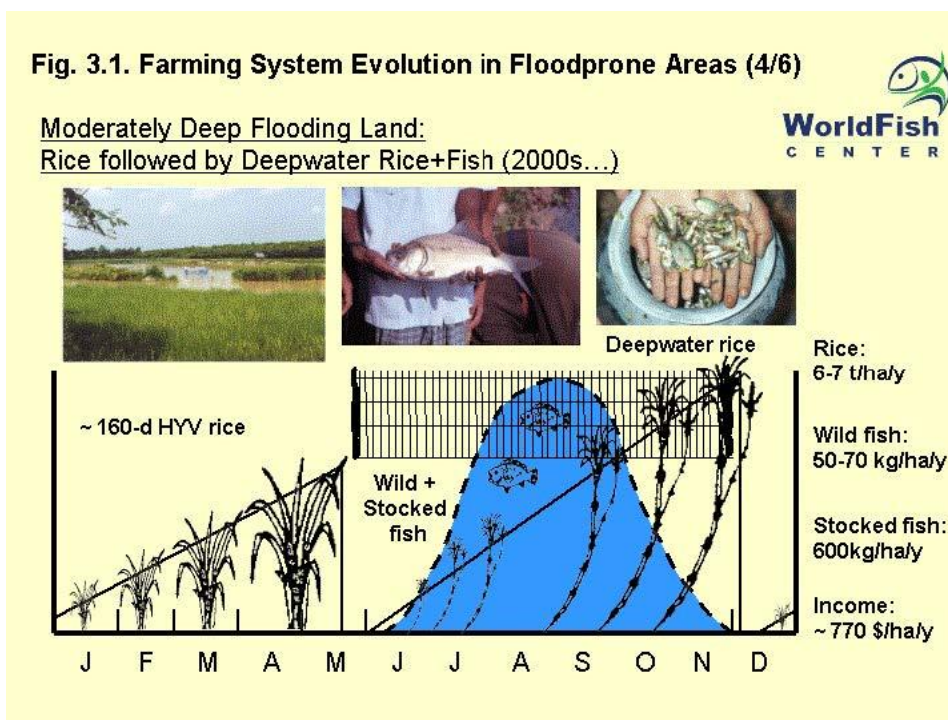 Fig. 3.1. Farming System Evolution in Floodprone Areas (4/6)
WorldFish
CENTER
Moderately Deep Flooding Land:
Rice followed by Deepwater Rice+Fish (2000s...)
Deepwater rice
~ 160-d HYV rice
Wild +
Stocked
fish
Rice:
6-7 t/ha/y
Wild fish:
50-70 kg/ha/y
Stocked fish:
600kg/ha/y
Income:
~ 770 $/ha/y
J F M A M J J A S O N D